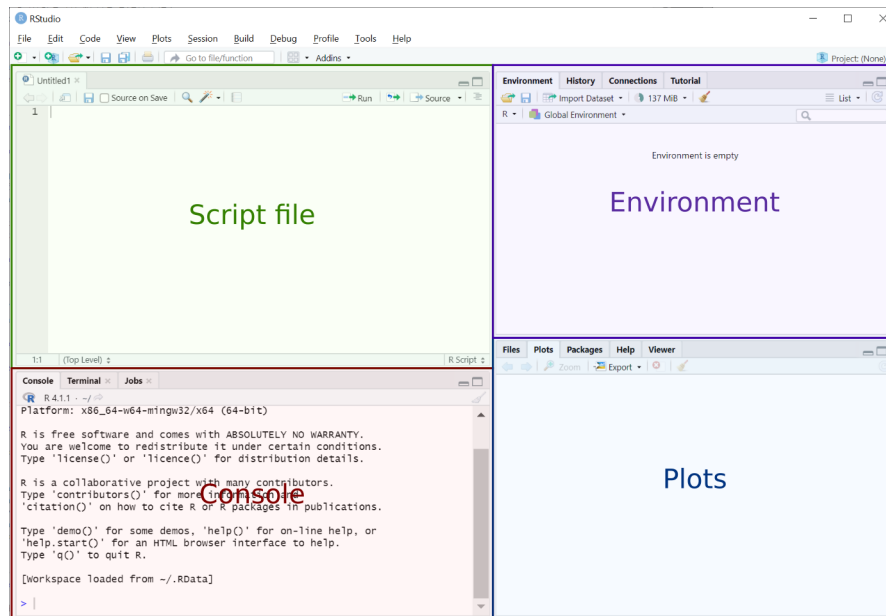 RStudio
File Edit Code View Plots Session Build Debug Profile Tools Help
Go to file/function Addins Project: (None)
Untitled1
Source on Save Run Source
1
Script file
1:1 (Top Level) R Script
Environment History Connections Tutorial
Import Dataset 137 MiB List
R Global Environment
Environment is empty
Environment
Console Terminal Jobs
R 4.1.1 · ~/
Platform: x86_64-w64-mingw32/x64 (64-bit)
R is free software and comes with ABSOLUTELY NO WARRANTY.
You are welcome to redistribute it under certain conditions.
Type 'license()' or 'licence()' for distribution details.
R is a collaborative project with many contributors.
Type 'contributors()' for more information and
'citation()' on how to cite R or R packages in publications.
Console
Type 'demo()' for some demos, 'help()' for on-line help, or
'help.start()' for an HTML browser interface to help.
Type 'q()' to quit R.
[Workspace loaded from ~/.RData]
>
Files Plots Packages Help Viewer
Zoom Export
Plots